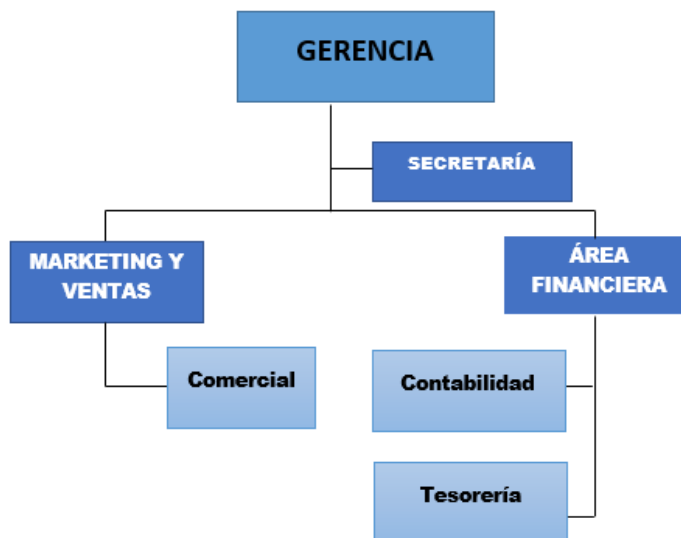 GERENCIA
SECRETARÍA
MARKETING Y
VENTAS
ÁREA
FINANCIERA
Comercial
Contabilidad
Tesorería